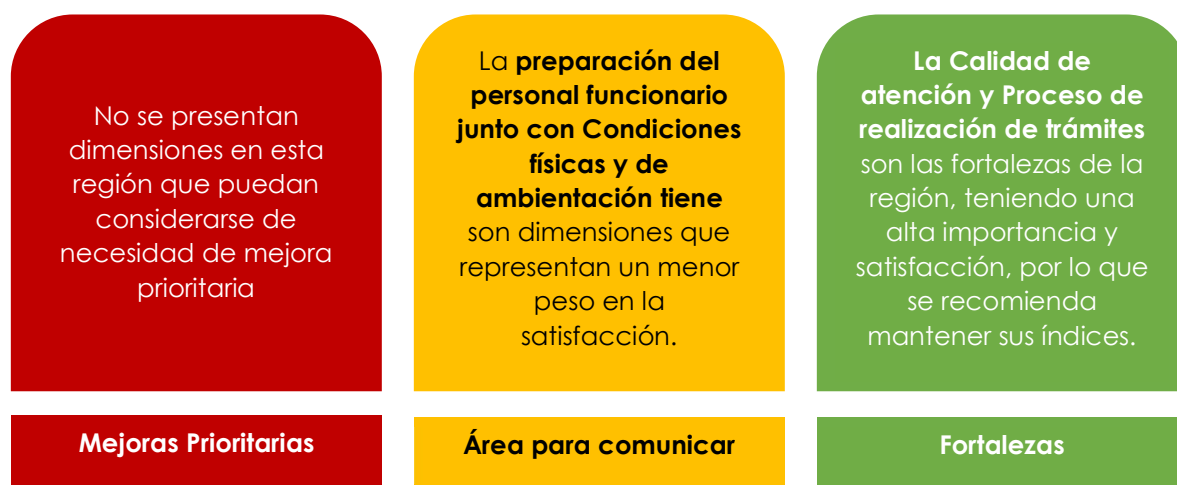 No se presentan
dimensiones en esta
región que puedan
considerarse de
necesidad de mejora
prioritaria
Mejoras Prioritarias
La preparación del
personal funcionario
junto con Condiciones
físicas y de
ambientación tiene
son dimensiones que
representan un menor
peso en la
satisfacción.
Área para comunicar
La Calidad de
atención y Proceso de
realización de trámites
son las fortalezas de la
región, teniendo una
alta importancia y
satisfacción, por lo que
se recomienda
mantener sus índices.
Fortalezas